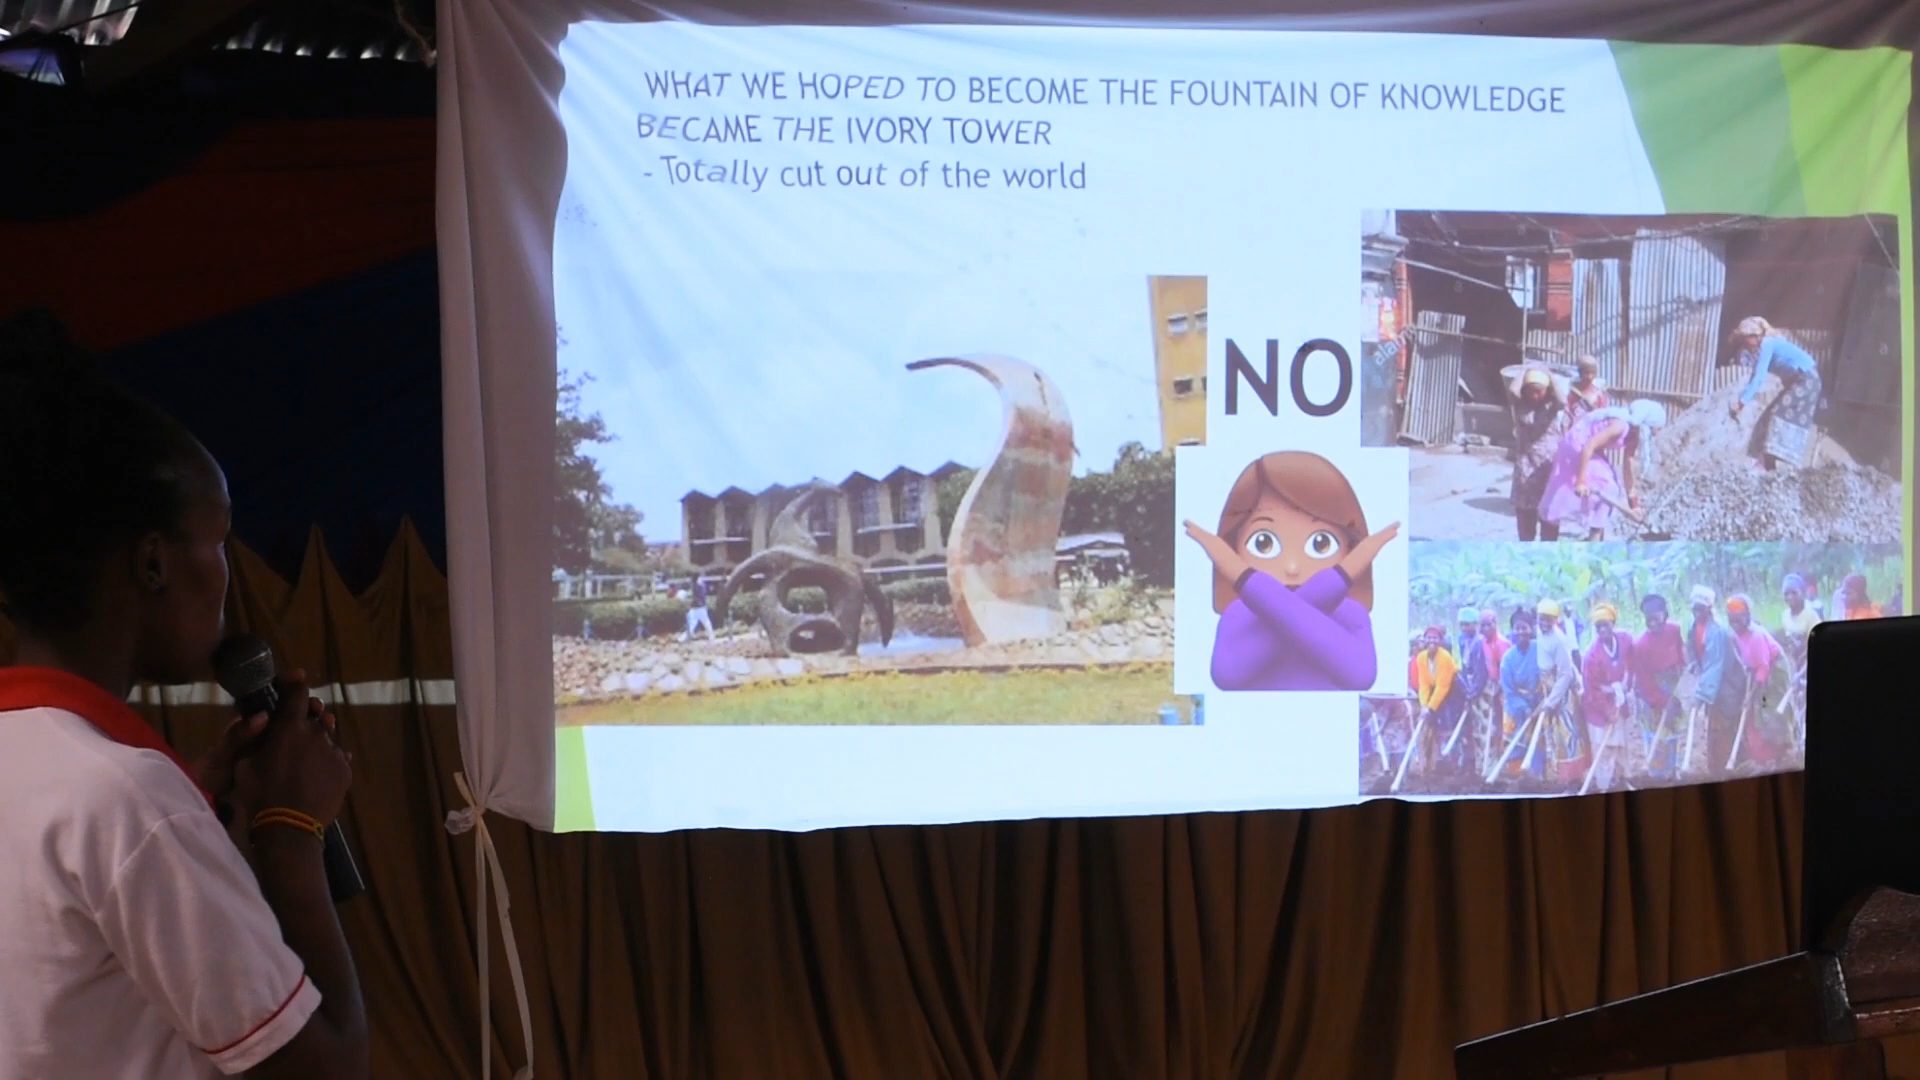 WHAT WE HOPED TO BECOME THE FOUNTAIN OF KNOWLEDGE
BECAME THE IVORY TOWER
- Totally cut out of the world
NO